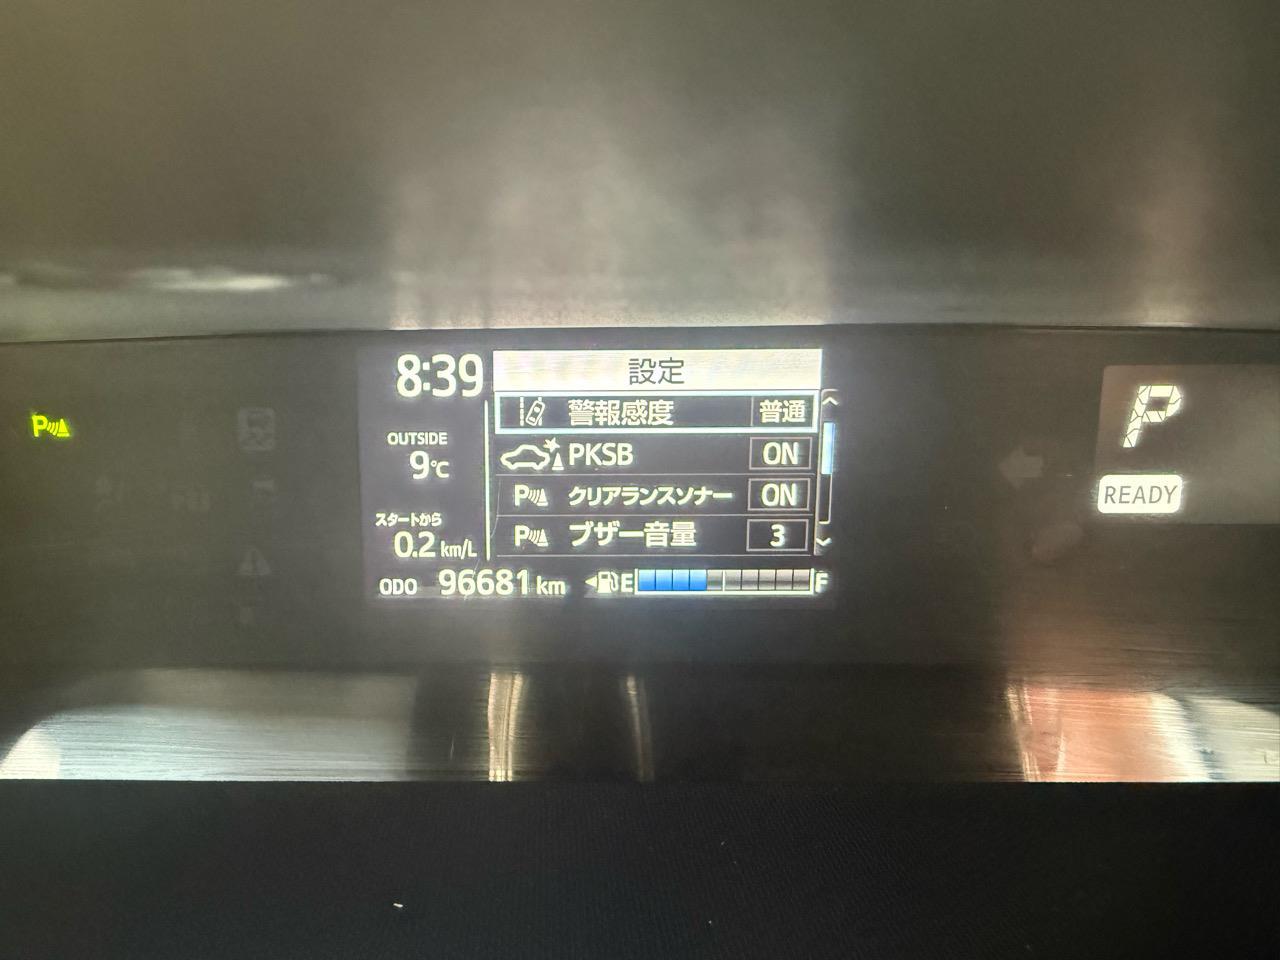 8:39
OUTSIDE
9℃
スタートから
0.2 km/L
設定
警報感度 普通
PKSB ON
P クリアランスソナー ON
P ブザー音量 3
ODO 96681 km E F
P
P
READY